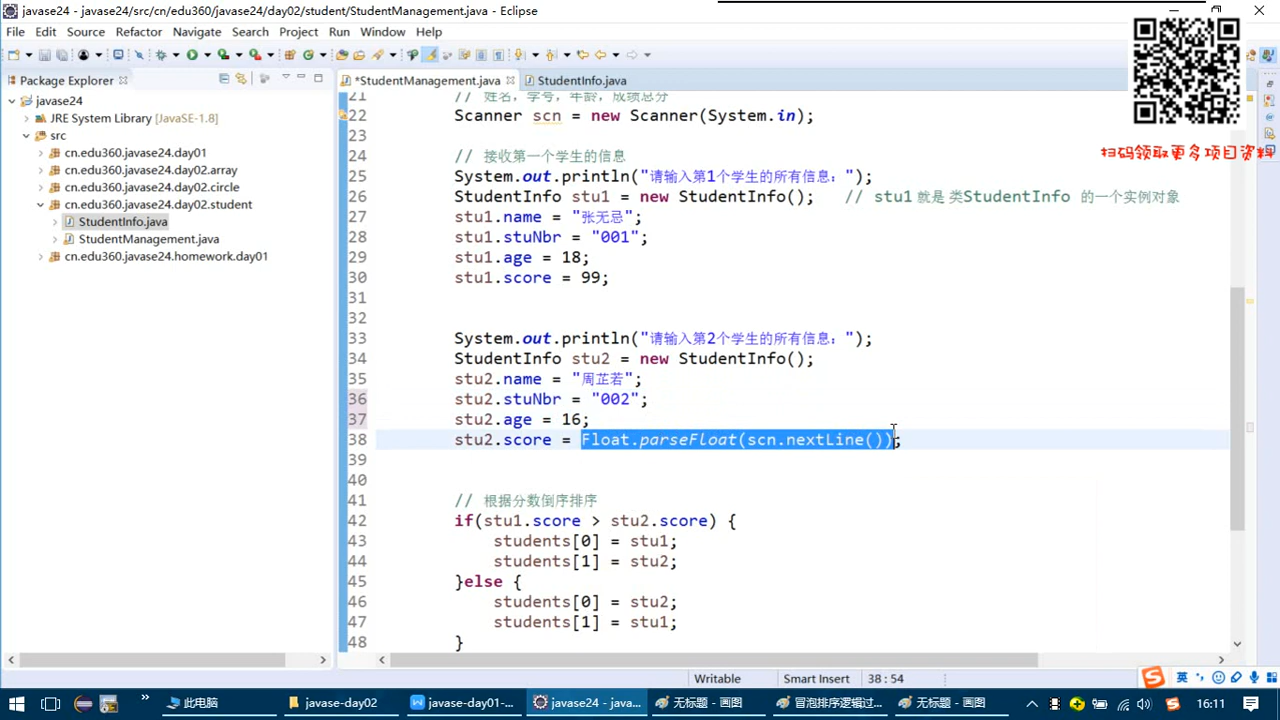 javase24 - javase24/src/cn/edu360/javase24/day02/student/StudentManagement.java - Eclipse
File Edit Source Refactor Navigate Search Project Run Window Help
扫码领取更多项目资料
Package Explorer
*StudentManagement.java StudentInfo.java
javase24
JRE System Library [JavaSE-1.8]
src
cn.edu360.javase24.day01
cn.edu360.javase24.day02.array
cn.edu360.javase24.day02.circle
cn.edu360.javase24.day02.student
StudentInfo.java
StudentManagement.java
cn.edu360.javase24.homework.day01
21 // 姓名，学号，年龄，成绩总分
22 Scanner scn = new Scanner(System.in);
23
24 // 接收第一个学生的信息
25 System.out.println("请输入第1个学生的所有信息：");
26 StudentInfo stu1 = new StudentInfo(); // stu1 就是 类StudentInfo 的一个实例对象
27 stu1.name = "张无忌";
28 stu1.stuNbr = "001";
29 stu1.age = 18;
30 stu1.score = 99;
31
32
33 System.out.println("请输入第2个学生的所有信息：");
34 StudentInfo stu2 = new StudentInfo();
35 stu2.name = "周芷若";
36 stu2.stuNbr = "002";
37 stu2.age = 16;
38 stu2.score = Float.parseFloat(scn.nextLine());
39
40
41 // 根据分数倒序排序
42 if(stu1.score > stu2.score) {
43 students[0] = stu1;
44 students[1] = stu2;
45 }else {
46 students[0] = stu2;
47 students[1] = stu1;
48 }
Writable Smart Insert 38 : 54
英
此电脑 javase-day02 javase-day01-... javase24 - java... 无标题 - 画图 冒泡排序逻辑过... 无标题 - 画图 16:11